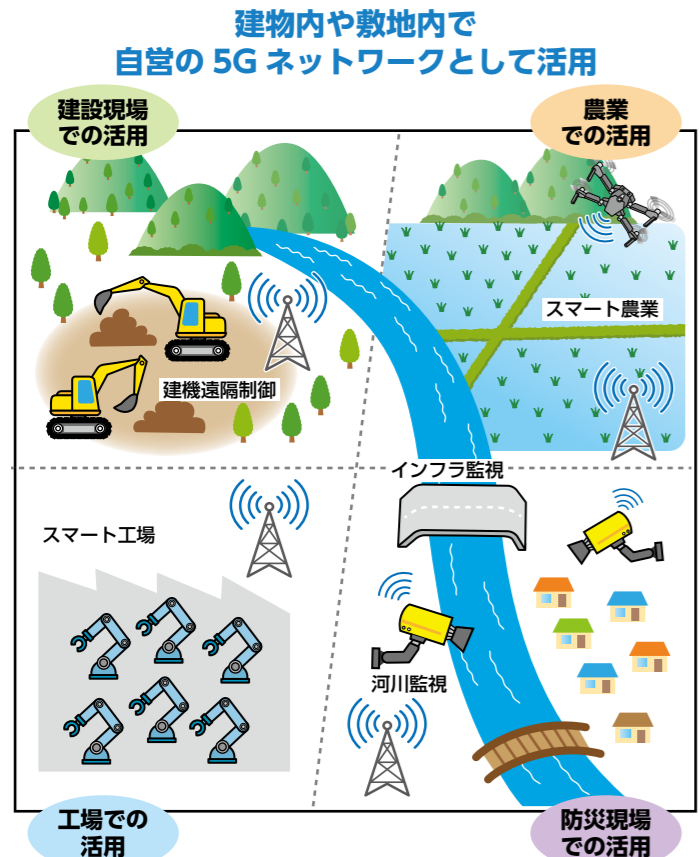 建物内や敷地内で
自営の 5G ネットワークとして活用
建設現場
での活用
農業
での活用
スマート農業
建機遠隔制御
インフラ監視
スマート工場
河川監視
工場での
活用
防災現場
での活用